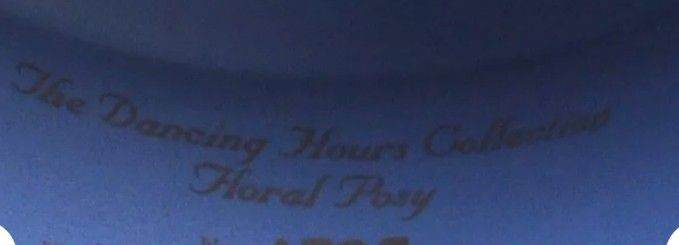 The Dancing Hours Collection
Floral Posy